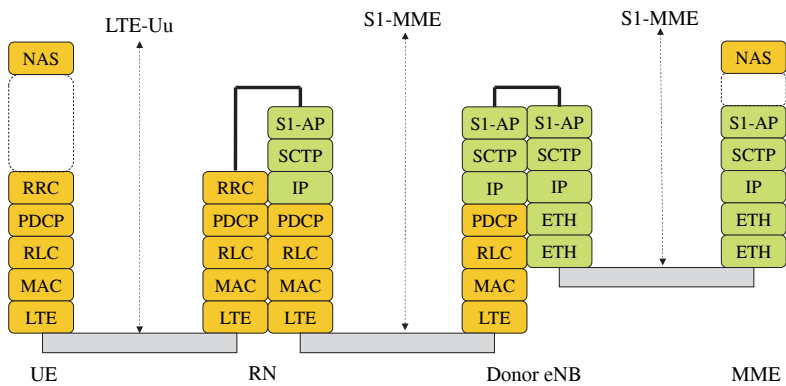 LTE-Uu S1-MME S1-MME
NAS NAS
S1-AP S1-AP S1-AP S1-AP
SCTP SCTP SCTP SCTP
RRC RRC IP IP IP IP
PDCP PDCP PDCP PDCP ETH ETH
RLC RLC RLC RLC ETH ETH
MAC MAC MAC MAC
LTE LTE LTE LTE
UE RN Donor eNB MME